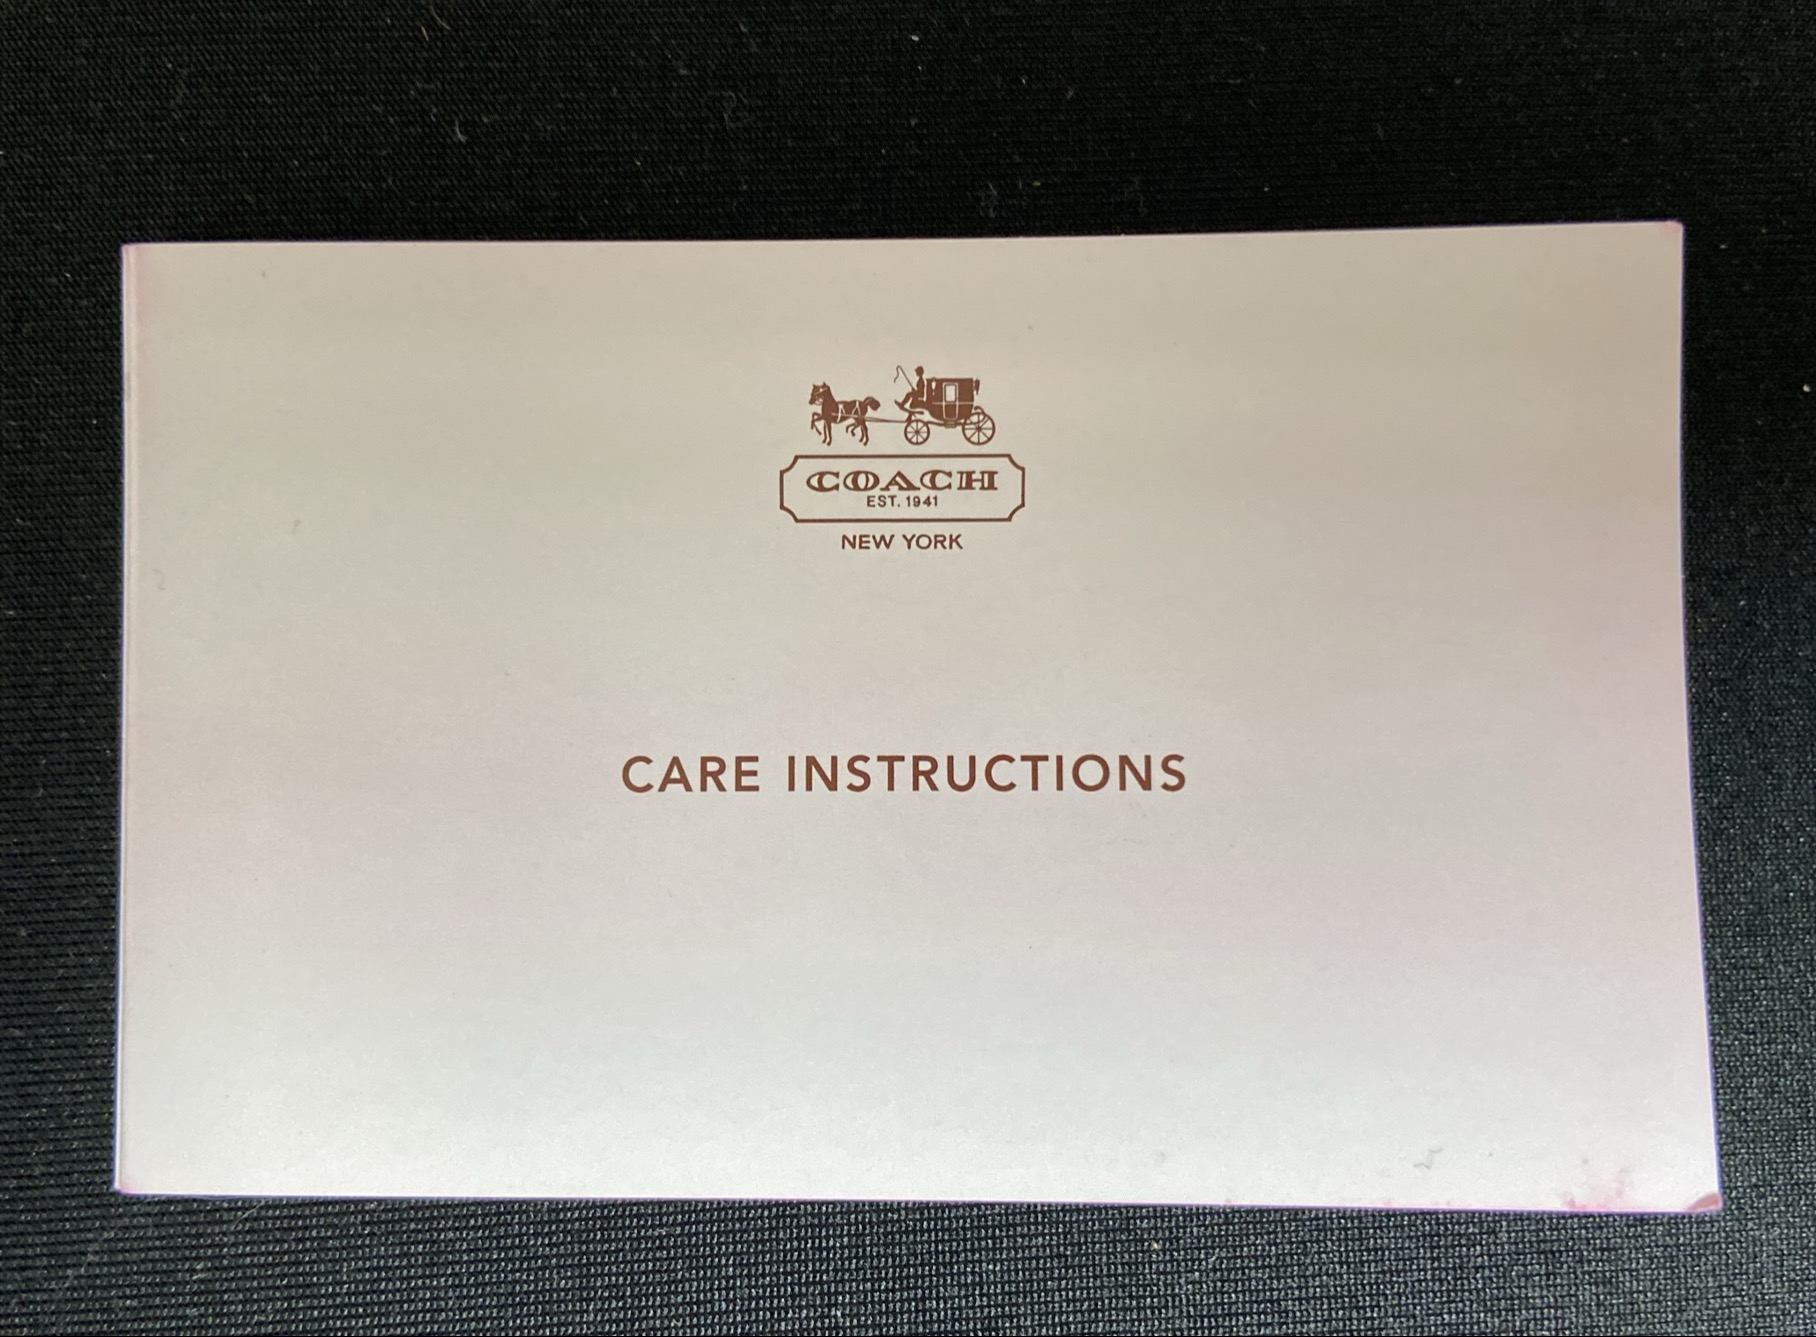 COACH
EST. 1941
NEW YORK
CARE INSTRUCTIONS